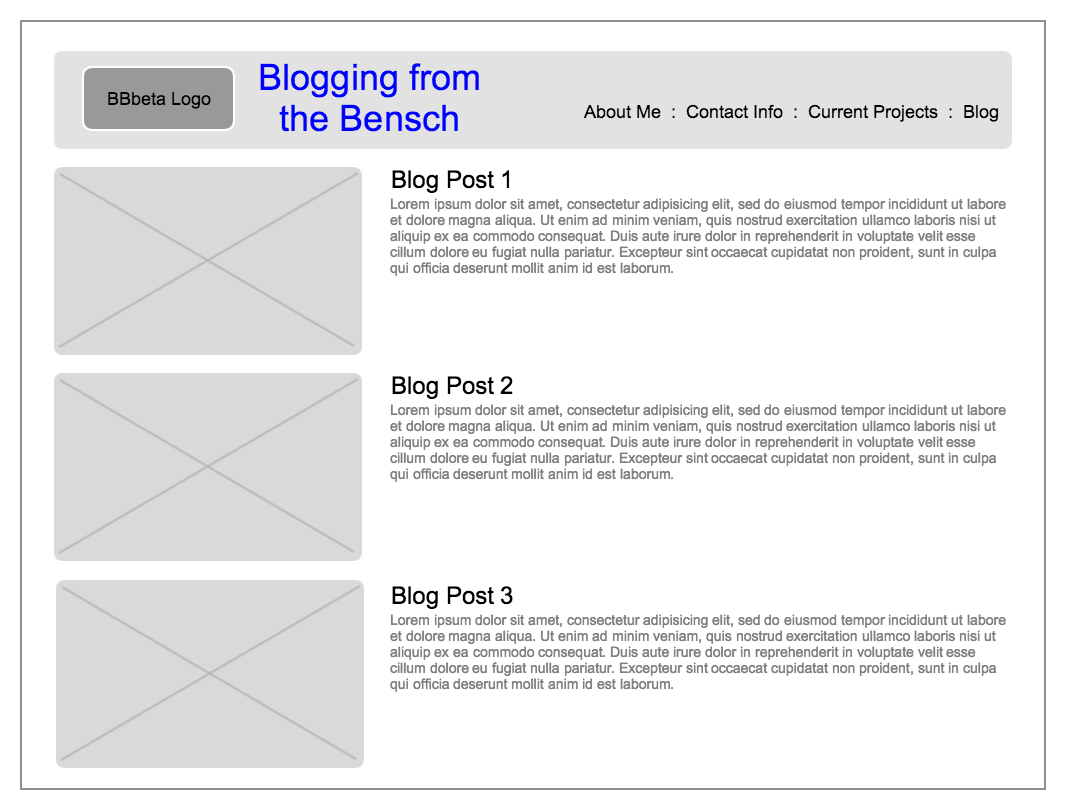 BBbeta Logo
Blogging from
the Bensch
About Me : Contact Info : Current Projects : Blog
Blog Post 1
Lorem ipsum dolor sit amet, consectetur adipisicing elit, sed do eiusmod tempor incididunt ut labore
et dolore magna aliqua. Ut enim ad minim veniam, quis nostrud exercitation ullamco laboris nisi ut
aliquip ex ea commodo consequat. Duis aute irure dolor in reprehenderit in voluptate velit esse
cillum dolore eu fugiat nulla pariatur. Excepteur sint occaecat cupidatat non proident, sunt in culpa
qui officia deserunt mollit anim id est laborum.
Blog Post 2
Lorem ipsum dolor sit amet, consectetur adipisicing elit, sed do eiusmod tempor incididunt ut labore
et dolore magna aliqua. Ut enim ad minim veniam, quis nostrud exercitation ullamco laboris nisi ut
aliquip ex ea commodo consequat. Duis aute irure dolor in reprehenderit in voluptate velit esse
cillum dolore eu fugiat nulla pariatur. Excepteur sint occaecat cupidatat non proident, sunt in culpa
qui officia deserunt mollit anim id est laborum.
Blog Post 3
Lorem ipsum dolor sit amet, consectetur adipisicing elit, sed do eiusmod tempor incididunt ut labore
et dolore magna aliqua. Ut enim ad minim veniam, quis nostrud exercitation ullamco laboris nisi ut
aliquip ex ea commodo consequat. Duis aute irure dolor in reprehenderit in voluptate velit esse
cillum dolore eu fugiat nulla pariatur. Excepteur sint occaecat cupidatat non proident, sunt in culpa
qui officia deserunt mollit anim id est laborum.